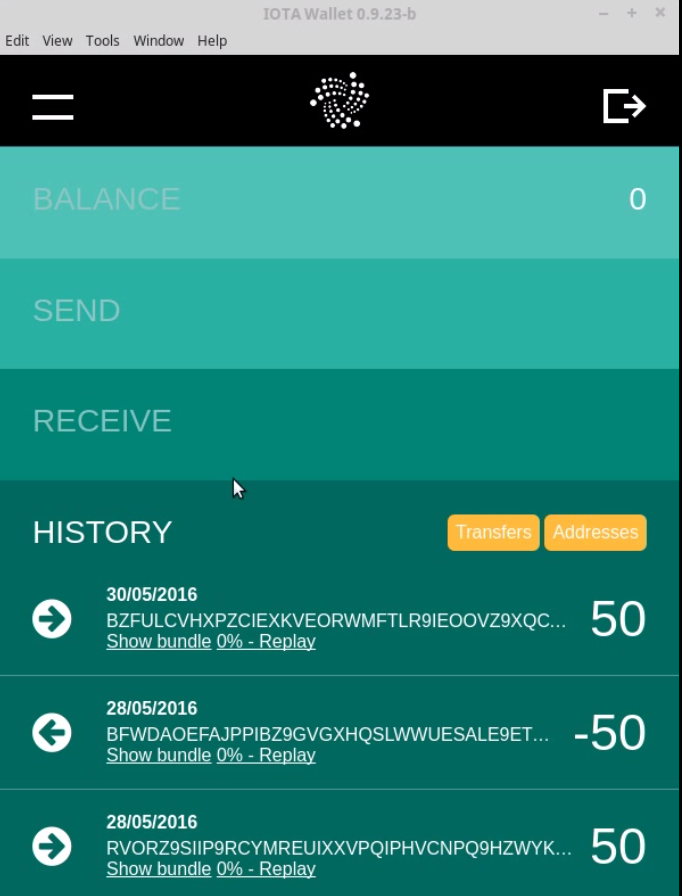 IOTA Wallet 0.9.23-b
Edit View Tools Window Help
BALANCE 0
SEND
RECEIVE
HISTORY Transfers Addresses
30/05/2016
BZFULCVHXPZCIEXKVEORWMFTLR9IEOOVZ9XQC... 50
Show bundle 0% - Replay
28/05/2016
BFWDAOEFAJPPIBZ9GVGXHQSLWWUESALE9ET... -50
Show bundle 0% - Replay
28/05/2016
RVORZ9SIIP9RCYMREUIXXVPQIPHVCNPQ9HZWYK... 50
Show bundle 0% - Replay